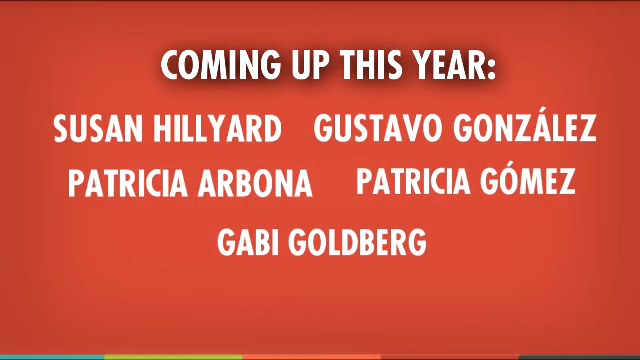 COMING UP THIS YEAR:
SUSAN HILLYARD GUSTAVO GONZÁLEZ
PATRICIA ARBONA PATRICIA GÓMEZ
GABI GOLDBERG